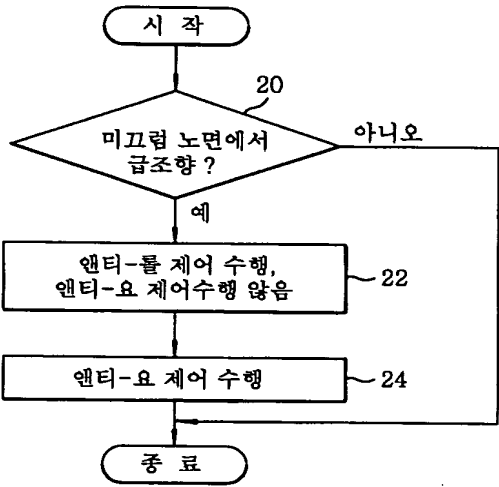 시 작
20
미끄럼 노면에서
급조향 ?
아니오
예
앤티-롤 제어 수행,
앤티-요 제어수행 않음
22
앤티-요 제어 수행
24
종 료